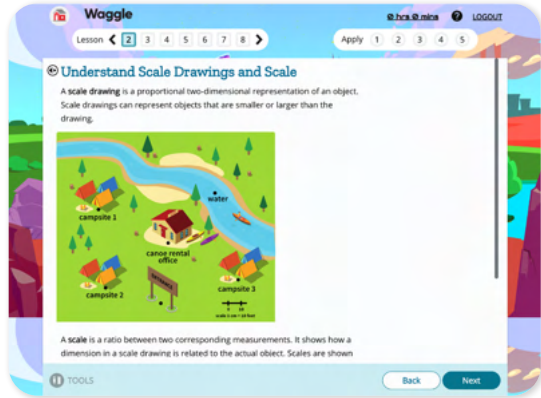 Waggle
0 hrs 0 mins ? LOGOUT
Lesson 2 3 4 5 6 7 8
Apply 1 2 3 4 5
Understand Scale Drawings and Scale
A scale drawing is a proportional two-dimensional representation of an object.
Scale drawings can represent objects that are smaller or larger than the
drawing.
water
campsite 1
canoe rental
office
campsite 2
campsite 3
A scale is a ratio between two corresponding measurements. It shows how a
dimension in a scale drawing is related to the actual object. Scales are shown
TOOLS
Back
Next